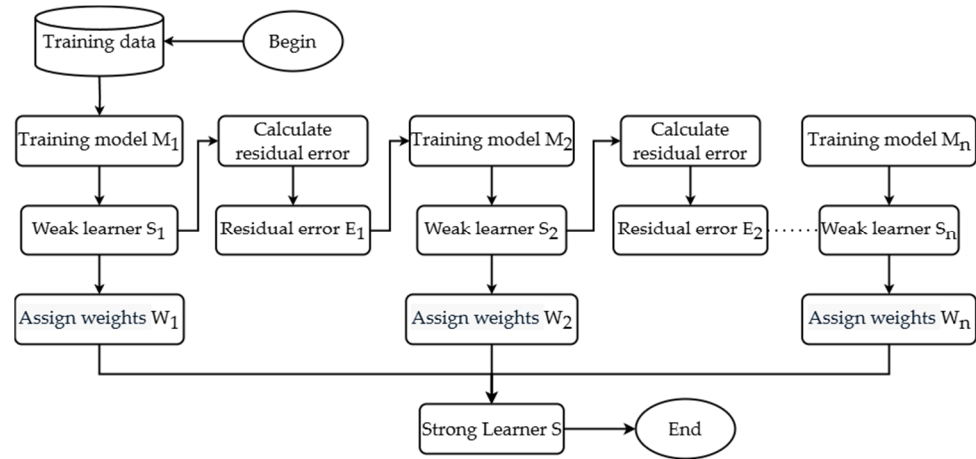 Training data
Begin
Training model M1
Calculate
residual error
Training model M2
Calculate
residual error
Training model Mn
Weak learner S1
Residual error E1
Weak learner S2
Residual error E2
Weak learner Sn
Assign weights W1
Assign weights W2
Assign weights Wn
Strong Learner S
End